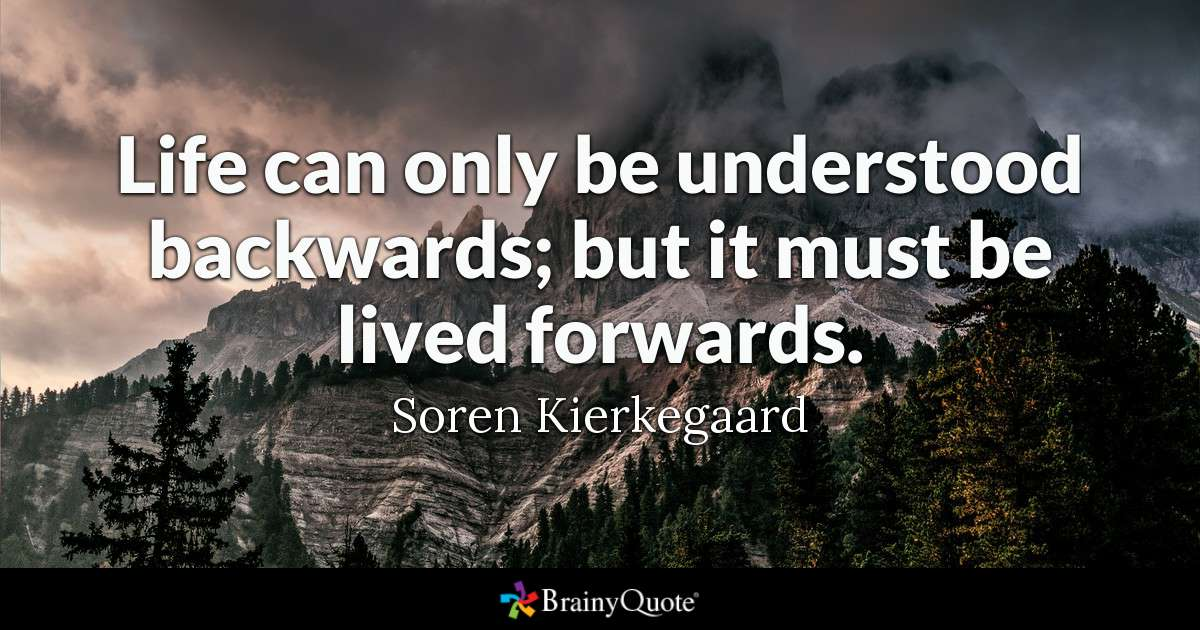 Life can only be understood
backwards; but it must be
lived forwards.
Soren Kierkegaard
BrainyQuote®